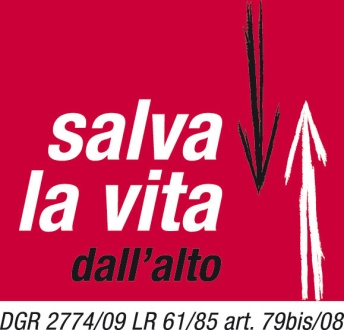 salva
la vita
dall'alto
DGR 2774/09 LR 61/85 art. 79bis/08